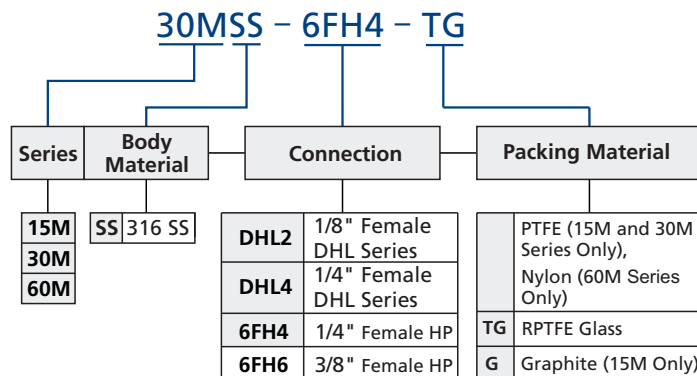 30MSS – 6FH4 – TG
Series
Body
Material
Connection
Packing Material
15M
30M
60M
SS 316 SS
DHL2 1/8" Female
DHL Series
DHL4 1/4" Female
DHL Series
6FH4 1/4" Female HP
6FH6 3/8" Female HP
PTFE (15M and 30M
Series Only),
Nylon (60M Series
Only)
TG RPTFE Glass
G Graphite (15M Only)